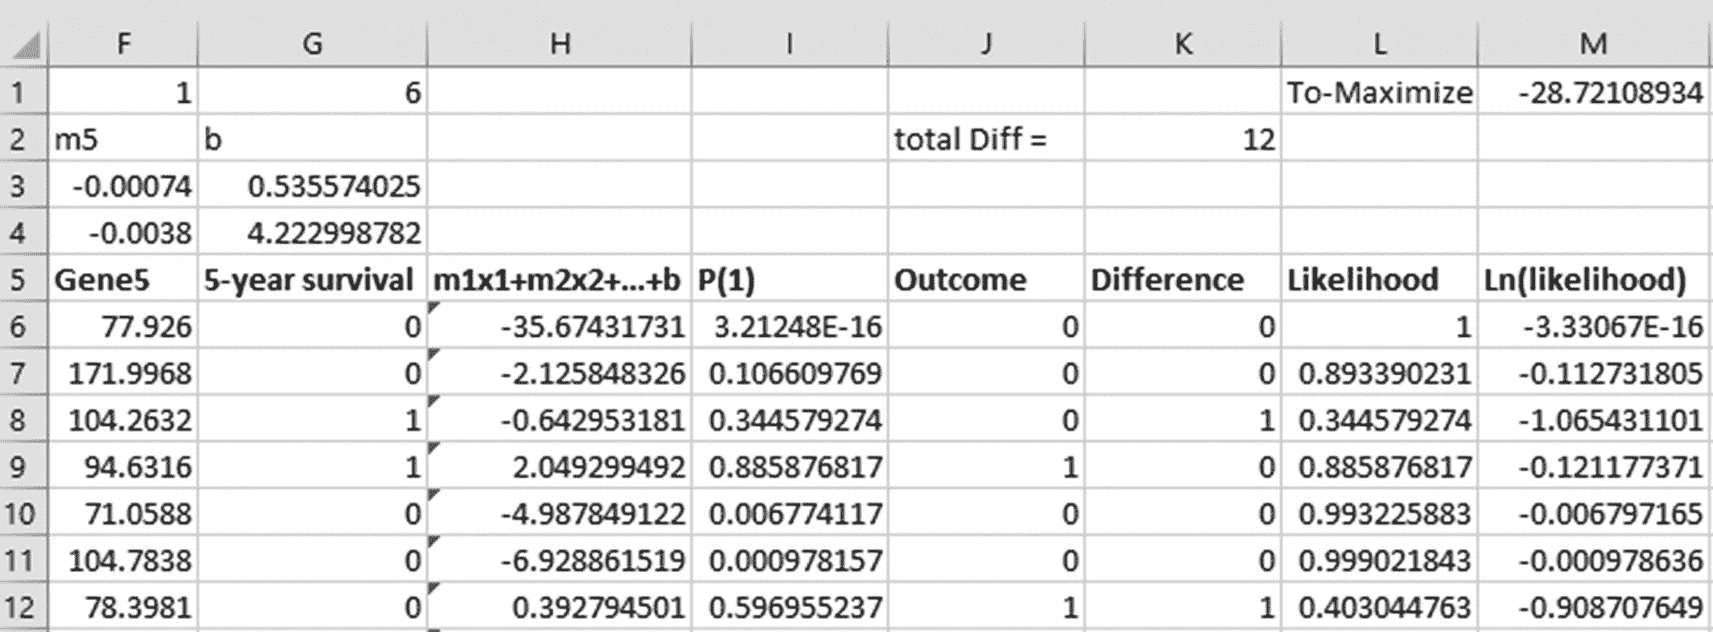 F G H I J K L M
1 1 6 To-Maximize -28.72108934
2 m5 b total Diff = 12
3 -0.00074 0.535574025
4 -0.0038 4.222998782
5 Gene5 5-year survival m1x1+m2x2+...+b P(1) Outcome Difference Likelihood Ln(likelihood)
6 77.926 0 -35.67431731 3.21248E-16 0 0 1 -3.33067E-16
7 171.9968 0 -2.125848326 0.106609769 0 0 0.893390231 -0.112731805
8 104.2632 1 -0.642953181 0.344579274 0 1 0.344579274 -1.065431101
9 94.6316 1 2.049299492 0.885876817 1 0 0.885876817 -0.121177371
10 71.0588 0 -4.987849122 0.006774117 0 0 0.993225883 -0.006797165
11 104.7838 0 -6.928861519 0.000978157 0 0 0.999021843 -0.000978636
12 78.3981 0 0.392794501 0.596955237 1 1 0.403044763 -0.908707649